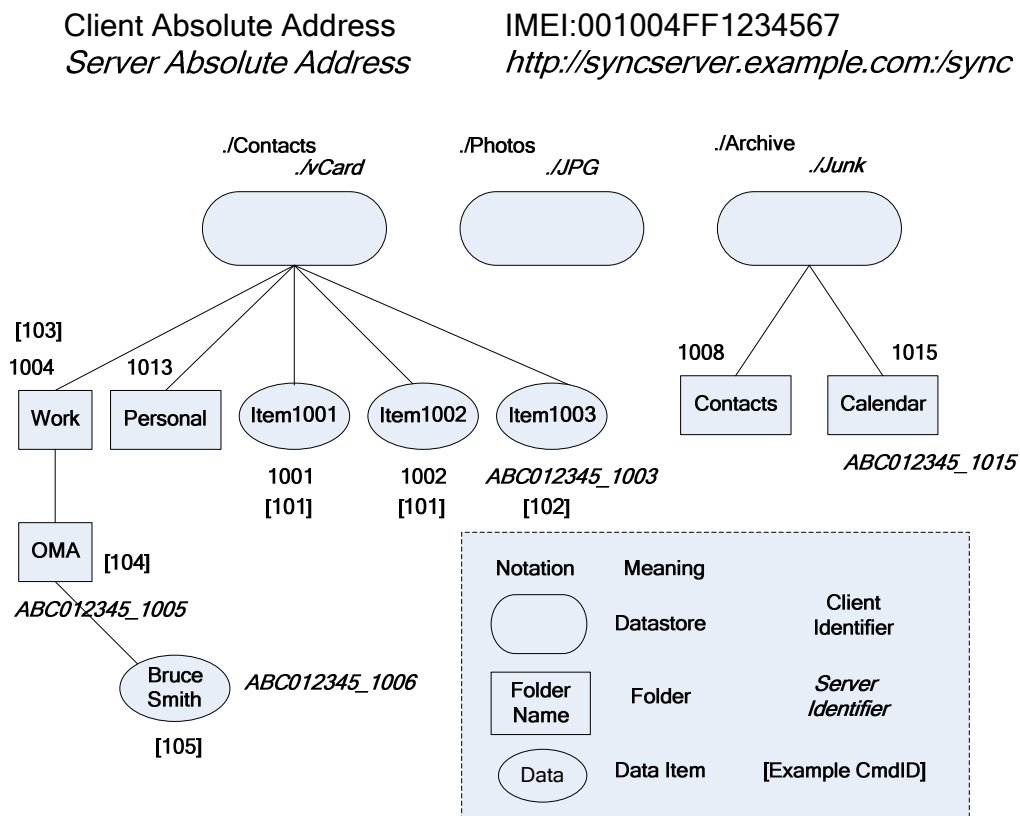 Client Absolute Address IMEI:001004FF1234567
Server Absolute Address http://syncserver.example.com:/sync
./Contacts
./vCard
./Photos
./JPG
./Archive
./Junk
[103]
1004
1013
1008
1015
Work
Personal
Item1001
Item1002
Item1003
Contacts
Calendar
1001
[101]
1002
[101]
ABC012345_1003
[102]
ABC012345_1015
OMA
[104]
ABC012345_1005
Bruce
Smith
ABC012345_1006
[105]
Notation Meaning
Datastore
Client
Identifier
Folder
Name
Folder
Server
Identifier
Data
Data Item
[Example CmdID]